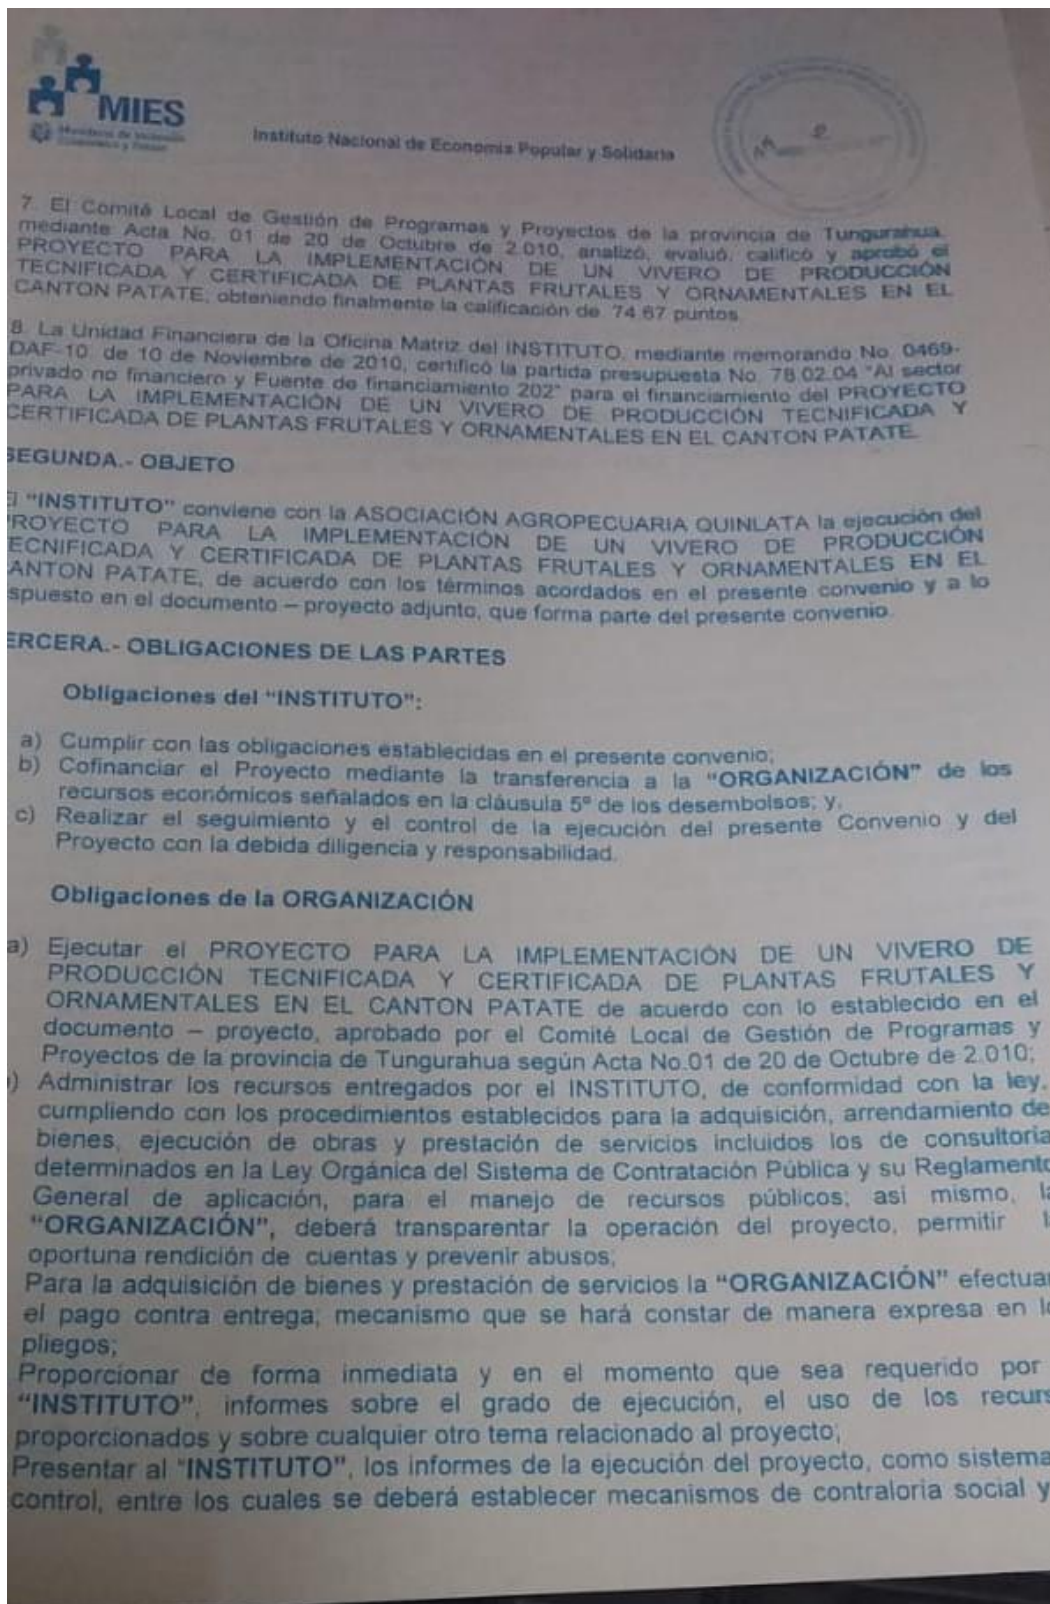 MIES
Ministerio de Inclusión
Económica y Social
Instituto Nacional de Economía Popular y Solidaria
7. El Comité Local de Gestión de Programas y Proyectos de la provincia de Tungurahua,
mediante Acta No. 01 de 20 de Octubre de 2.010, analizó, evaluó, calificó y aprobó el
PROYECTO PARA LA IMPLEMENTACIÓN DE UN VIVERO DE PRODUCCIÓN
TECNIFICADA Y CERTIFICADA DE PLANTAS FRUTALES Y ORNAMENTALES EN EL
CANTON PATATE, obteniendo finalmente la calificación de 74.67 puntos.
8. La Unidad Financiera de la Oficina Matriz del INSTITUTO, mediante memorando No. 0469-
DAF-10 de 10 de Noviembre de 2010, certificó la partida presupuesta No. 78.02.04 "Al sector
privado no financiero y Fuente de financiamiento 202" para el financiamiento del PROYECTO
PARA LA IMPLEMENTACIÓN DE UN VIVERO DE PRODUCCIÓN TECNIFICADA Y
CERTIFICADA DE PLANTAS FRUTALES Y ORNAMENTALES EN EL CANTON PATATE.
SEGUNDA.- OBJETO
El "INSTITUTO" conviene con la ASOCIACIÓN AGROPECUARIA QUINLATA la ejecución del
PROYECTO PARA LA IMPLEMENTACIÓN DE UN VIVERO DE PRODUCCIÓN
ECNIFICADA Y CERTIFICADA DE PLANTAS FRUTALES Y ORNAMENTALES EN EL
ANTON PATATE, de acuerdo con los términos acordados en el presente convenio y a lo
spuesto en el documento – proyecto adjunto, que forma parte del presente convenio.
ERCERA.- OBLIGACIONES DE LAS PARTES
Obligaciones del "INSTITUTO":
a) Cumplir con las obligaciones establecidas en el presente convenio;
b) Cofinanciar el Proyecto mediante la transferencia a la "ORGANIZACIÓN" de los
recursos económicos señalados en la cláusula 5º de los desembolsos; y,
c) Realizar el seguimiento y el control de la ejecución del presente Convenio y del
Proyecto con la debida diligencia y responsabilidad.
Obligaciones de la ORGANIZACIÓN
a) Ejecutar el PROYECTO PARA LA IMPLEMENTACIÓN DE UN VIVERO DE
PRODUCCIÓN TECNIFICADA Y CERTIFICADA DE PLANTAS FRUTALES Y
ORNAMENTALES EN EL CANTON PATATE de acuerdo con lo establecido en el
documento – proyecto, aprobado por el Comité Local de Gestión de Programas y
Proyectos de la provincia de Tungurahua según Acta No.01 de 20 de Octubre de 2.010;
) Administrar los recursos entregados por el INSTITUTO, de conformidad con la ley,
cumpliendo con los procedimientos establecidos para la adquisición, arrendamiento de
bienes, ejecución de obras y prestación de servicios incluidos los de consultoría
determinados en la Ley Orgánica del Sistema de Contratación Pública y su Reglamento
General de aplicación, para el manejo de recursos públicos; así mismo, la
"ORGANIZACIÓN", deberá transparentar la operación del proyecto, permitir l
oportuna rendición de cuentas y prevenir abusos;
Para la adquisición de bienes y prestación de servicios la "ORGANIZACIÓN" efectuar
el pago contra entrega; mecanismo que se hará constar de manera expresa en lo
pliegos;
Proporcionar de forma inmediata y en el momento que sea requerido por
"INSTITUTO", informes sobre el grado de ejecución, el uso de los recurs
proporcionados y sobre cualquier otro tema relacionado al proyecto;
Presentar al "INSTITUTO", los informes de la ejecución del proyecto, como sistema
control, entre los cuales se deberá establecer mecanismos de contraloria social y